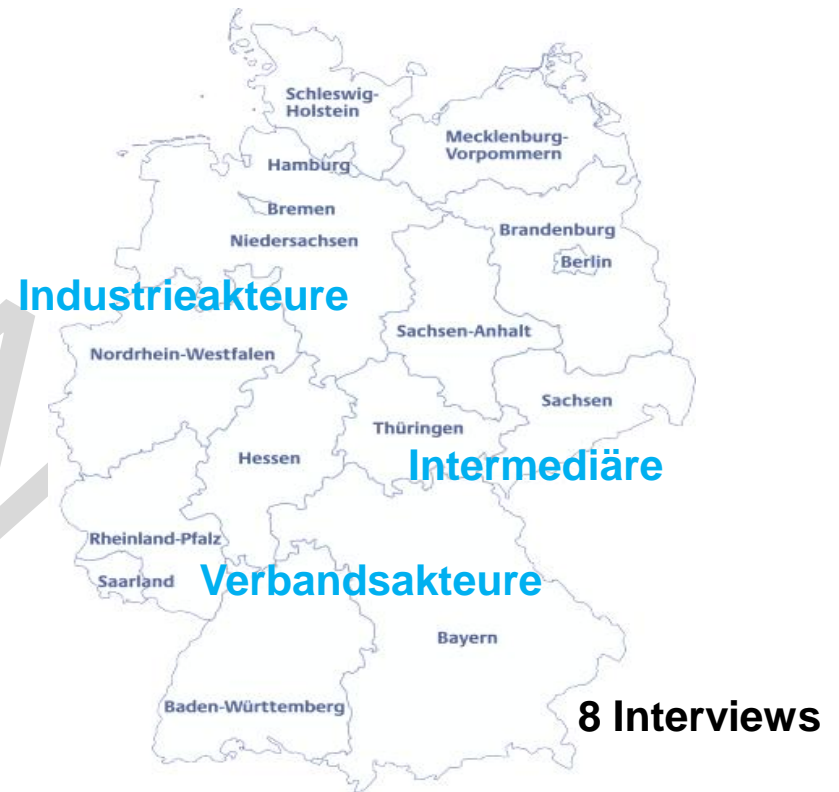 Schleswig-
Holstein
Mecklenburg-
Vorpommern
Hamburg
Bremen
Niedersachsen
Brandenburg
Berlin
Industrieakteure
Sachsen-Anhalt
Nordrhein-Westfalen
Sachsen
Thüringen
Hessen
Intermediäre
Rheinland-Pfalz
Saarland
Verbandsakteure
Bayern
Baden-Württemberg
8 Interviews